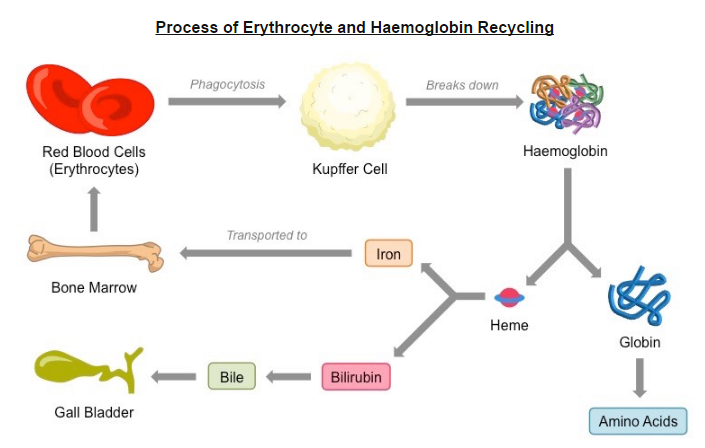 Process of Erythrocyte and Haemoglobin Recycling
Phagocytosis
Breaks down
Red Blood Cells
(Erythrocytes)
Kupffer Cell
Haemoglobin
Transported to
Iron
Bone Marrow
Heme
Globin
Bilirubin
Bile
Gall Bladder
Amino Acids